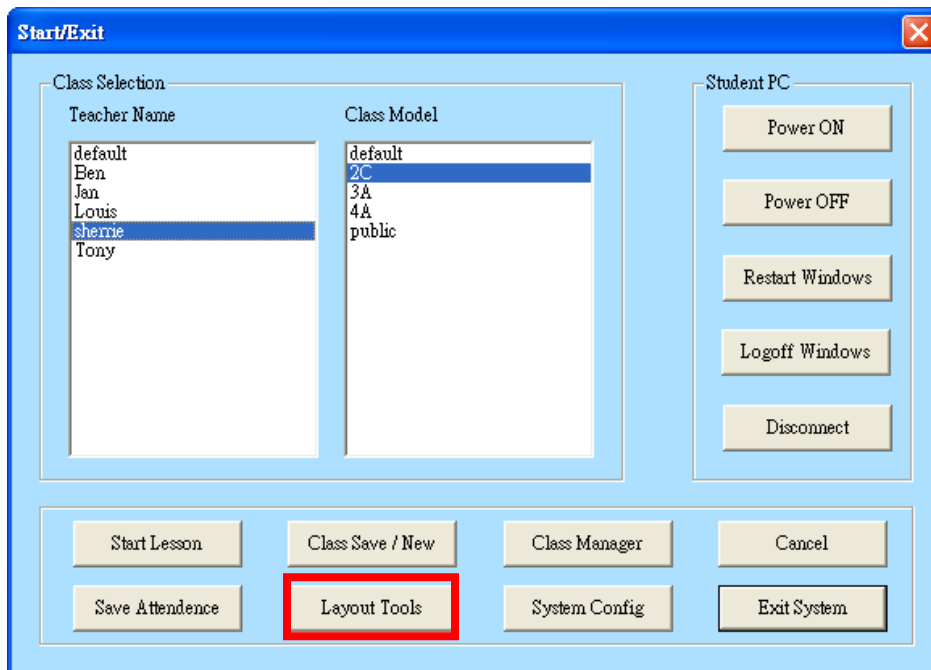 Start/Exit
Class Selection
Teacher Name
default
Ben
Jan
Louis
sherrie
Tony
Class Model
default
2C
3A
4A
public
Student PC
Power ON
Power OFF
Restart Windows
Logoff Windows
Disconnect
Start Lesson
Class Save / New
Class Manager
Cancel
Save Attendence
Layout Tools
System Config
Exit System